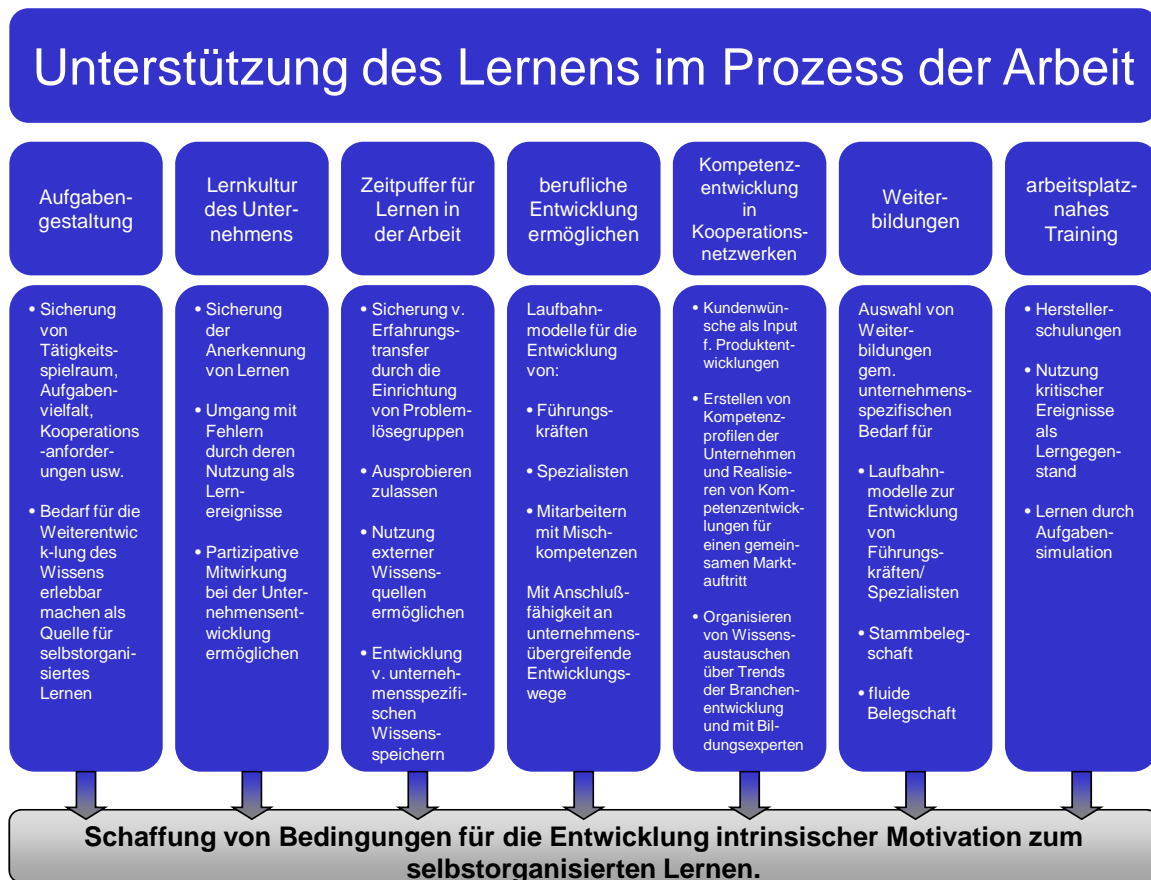 Unterstützung des Lernens im Prozess der Arbeit
Aufgaben-
gestaltung
Lernkultur
des Unter-
nehmens
Zeitpuffer für
Lernen in
der Arbeit
berufliche
Entwicklung
ermöglichen
Kompetenz-
entwicklung
in
Kooperations-
netzwerken
Weiter-
bildungen
arbeitsplatz-
nahes
Training
• Sicherung
von
Tätigkeits-
spielraum,
Aufgaben-
vielfalt,
Kooperations
-anforder-
ungen usw.
• Bedarf für die
Weiterentwic
k-lung des
Wissens
erlebbar
machen als
Quelle für
selbstorgani-
siertes
Lernen
• Sicherung
der
Anerkennung
von Lernen
• Umgang mit
Fehlern
durch deren
Nutzung als
Lern-
ereignisse
• Partizipative
Mitwirkung
bei der Unter-
nehmensent-
wicklung
ermöglichen
• Sicherung v.
Erfahrungs-
transfer
durch die
Einrichtung
von Problem-
lösegruppen
• Ausprobieren
zulassen
• Nutzung
externer
Wissens-
quellen
ermöglichen
• Entwicklung
v. unterneh-
mensspezifi-
schen
Wissens-
speichern
Laufbahn-
modelle für die
Entwicklung
von:
• Führungs-
kräften
• Spezialisten
• Mitarbeitern
mit Misch-
kompetenzen
Mit Anschluß-
fähigkeit an
unternehmens-
übergreifende
Entwicklungs-
wege
• Kundenwün-
sche als Input
f. Produktent-
wicklungen
• Erstellen von
Kompetenz-
profilen der
Unternehmen
und Realisie-
ren von Kom-
petenzentwick-
lungen für
einen gemein-
samen Markt-
auftritt
• Organisieren
von Wissens-
austauschen
über Trends
der Branchen-
entwicklung
und mit Bil-
dungsexperten
Auswahl von
Weiter-
bildungen
gem.
unternehmens-
spezifischen
Bedarf für
• Laufbahn-
modelle zur
Entwicklung
von
Führungs-
kräften/
Spezialisten
• Stammbeleg-
schaft
• fluide
Belegschaft
• Hersteller-
schulungen
• Nutzung
kritischer
Ereignisse
als
Lerngegen-
stand
• Lernen durch
Aufgaben-
simulation
Schaffung von Bedingungen für die Entwicklung intrinsischer Motivation zum
selbstorganisierten Lernen.